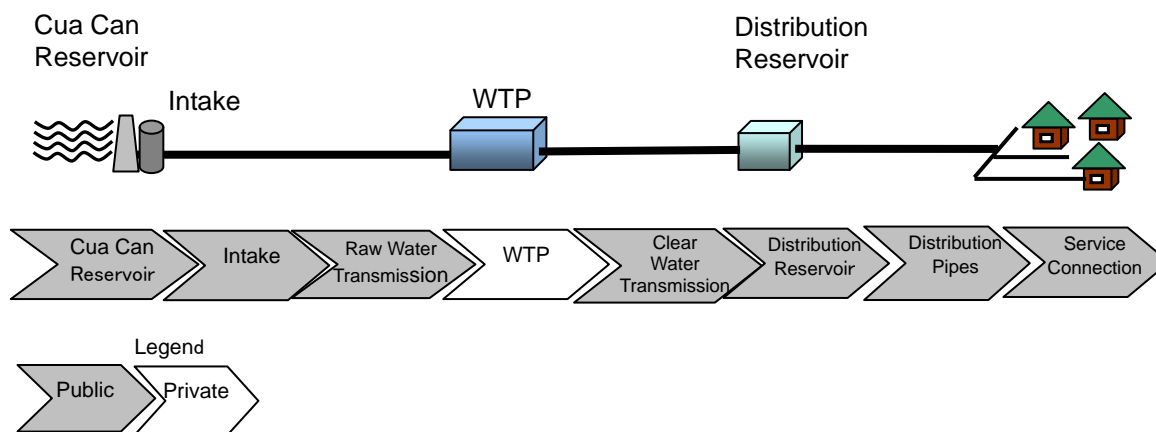 Cua Can
Reservoir
Distribution
Reservoir
Intake
WTP
Cua Can
Reservoir
Intake
Raw Water
Transmission
WTP
Clear
Water
Transmission
Distribution
Reservoir
Distribution
Pipes
Service
Connection
Legend
Public
Private